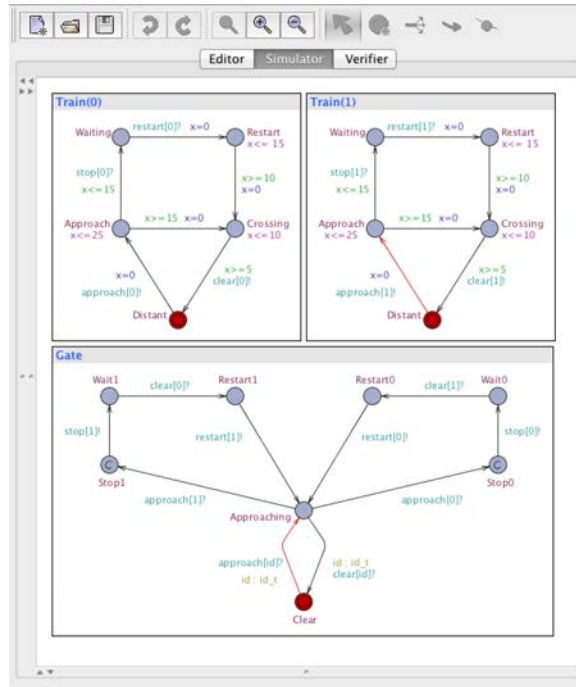 Editor Simulator Verifier
Train(0)
Waiting
restart[0]? x=0
Restart
x<= 15
stop[0]?
x<=15
x>=10
x=0
Approach
x<=25
x>=15 x=0
Crossing
x<=10
x=0
approach[0]!
x>=5
clear[0]!
Distant
Train(1)
Waiting
restart[1]? x=0
Restart
x<= 15
stop[1]?
x<=15
x>=10
x=0
Approach
x<=25
x>=15 x=0
Crossing
x<=10
x=0
approach[1]!
x>=5
clear[1]!
Distant
Gate
Wait1
clear[0]?
Restart1
Restart0
clear[1]?
Wait0
stop[1]!
restart[1]!
restart[0]!
stop[0]!
C
Stop1
C
Stop0
approach[1]?
approach[0]?
Approaching
approach[id]?
id : id_t
id : id_t
clear[id]?
Clear